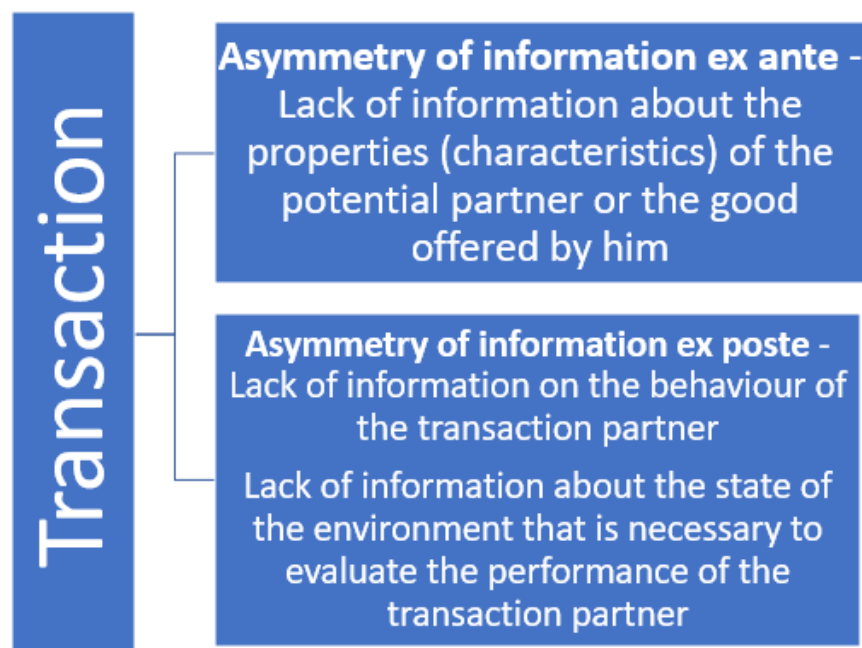 Transaction
Asymmetry of information ex ante -
Lack of information about the
properties (characteristics) of the
potential partner or the good
offered by him
Asymmetry of information ex poste -
Lack of information on the behaviour of
the transaction partner
Lack of information about the state of
the environment that is necessary to
evaluate the performance of the
transaction partner